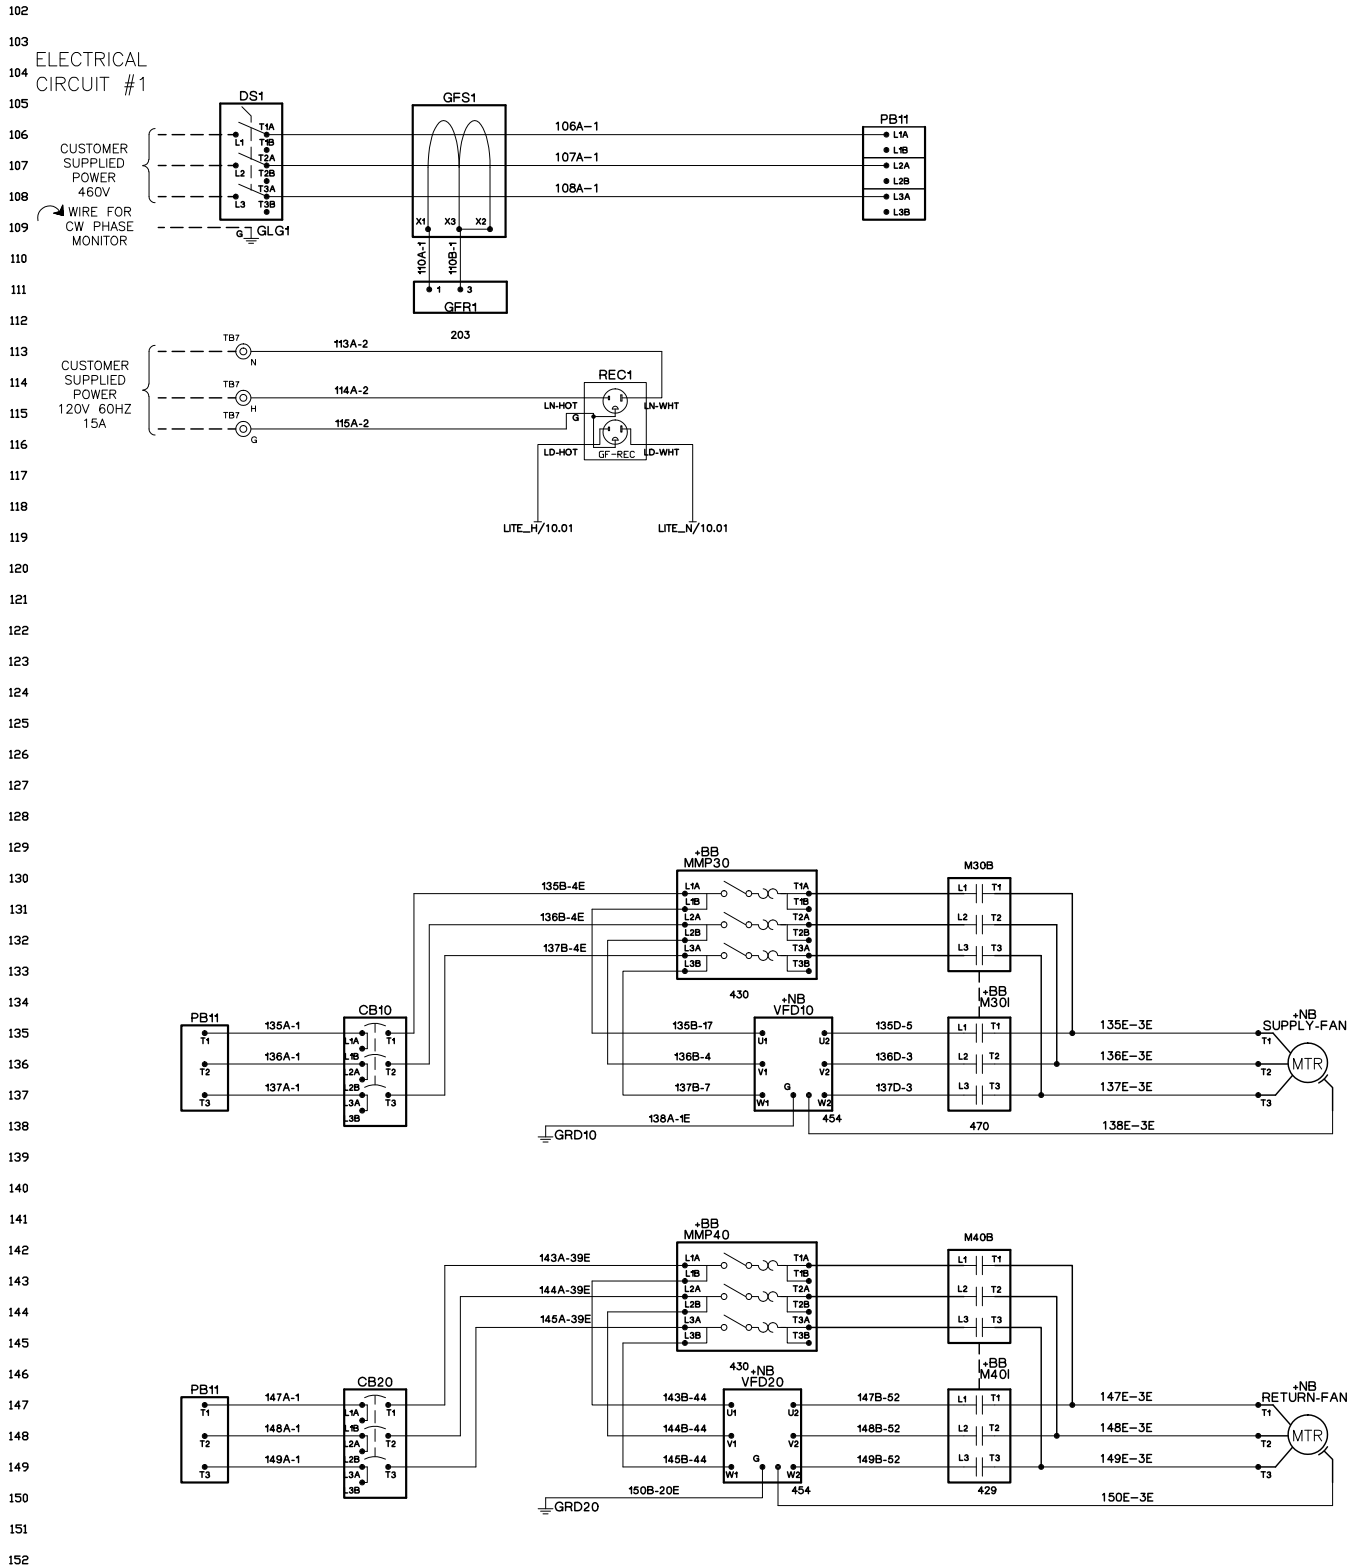 102
103
ELECTRICAL
104
CIRCUIT #1
105
DS1
GFS1
PB11
106
CUSTOMER
SUPPLIED
POWER
460V
L1
T1A
T1B
106A-1
L1A
L1B
107
L2
T2A
T2B
107A-1
L2A
L2B
108
L3
T3A
T3B
108A-1
L3A
L3B
WIRE FOR
CW PHASE
MONITOR
109
G
GLG1
X1
X3
X2
110
110A-1
110B-1
111
1
3
GFR1
112
203
113
TB7
N
113A-2
CUSTOMER
SUPPLIED
POWER
120V 60HZ
15A
114
TB7
H
114A-2
REC1
115
TB7
G
115A-2
LN-HOT
G
LN-WHT
116
LD-HOT
GF-REC
LD-WHT
117
118
LITE_H/10.01
LITE_N/10.01
119
120
121
122
123
124
125
126
127
128
129
+BB
MMP30
130
135B-4E
L1A
T1A
M30B
L1
T1
131
L1B
T1B
136B-4E
L2A
T2A
L2
T2
132
L2B
T2B
137B-4E
L3A
T3A
L3
T3
133
L3B
T3B
134
430
+NB
VFD10
+BB
M30I
PB11
CB10
+NB
SUPPLY-FAN
135
T1
135A-1
L1A
T1
135B-17
U1
U2
135D-5
L1
T1
135E-3E
T1
136
T2
136A-1
L1B
L2A
T2
136B-4
V1
V2
136D-3
L2
T2
136E-3E
T2
MTR
137
T3
137A-1
L2B
L3A
T3
137B-7
W1
G
W2
137D-3
L3
T3
137E-3E
T3
138
L3B
138A-1E
GRD10
454
470
138E-3E
139
140
141
+BB
MMP40
142
143A-39E
L1A
T1A
M40B
L1
T1
143
L1B
T1B
144A-39E
L2A
T2A
L2
T2
144
L2B
T2B
145A-39E
L3A
T3A
L3
T3
145
L3B
T3B
146
430
+NB
VFD20
+BB
M40I
PB11
CB20
+NB
RETURN-FAN
147
T1
147A-1
L1A
T1
143B-44
U1
U2
147B-52
L1
T1
147E-3E
T1
148
T2
148A-1
L1B
L2A
T2
144B-44
V1
V2
148B-52
L2
T2
148E-3E
T2
MTR
149
T3
149A-1
L2B
L3A
T3
145B-44
W1
G
W2
149B-52
L3
T3
149E-3E
T3
150
L3B
150B-20E
GRD20
454
429
150E-3E
151
152